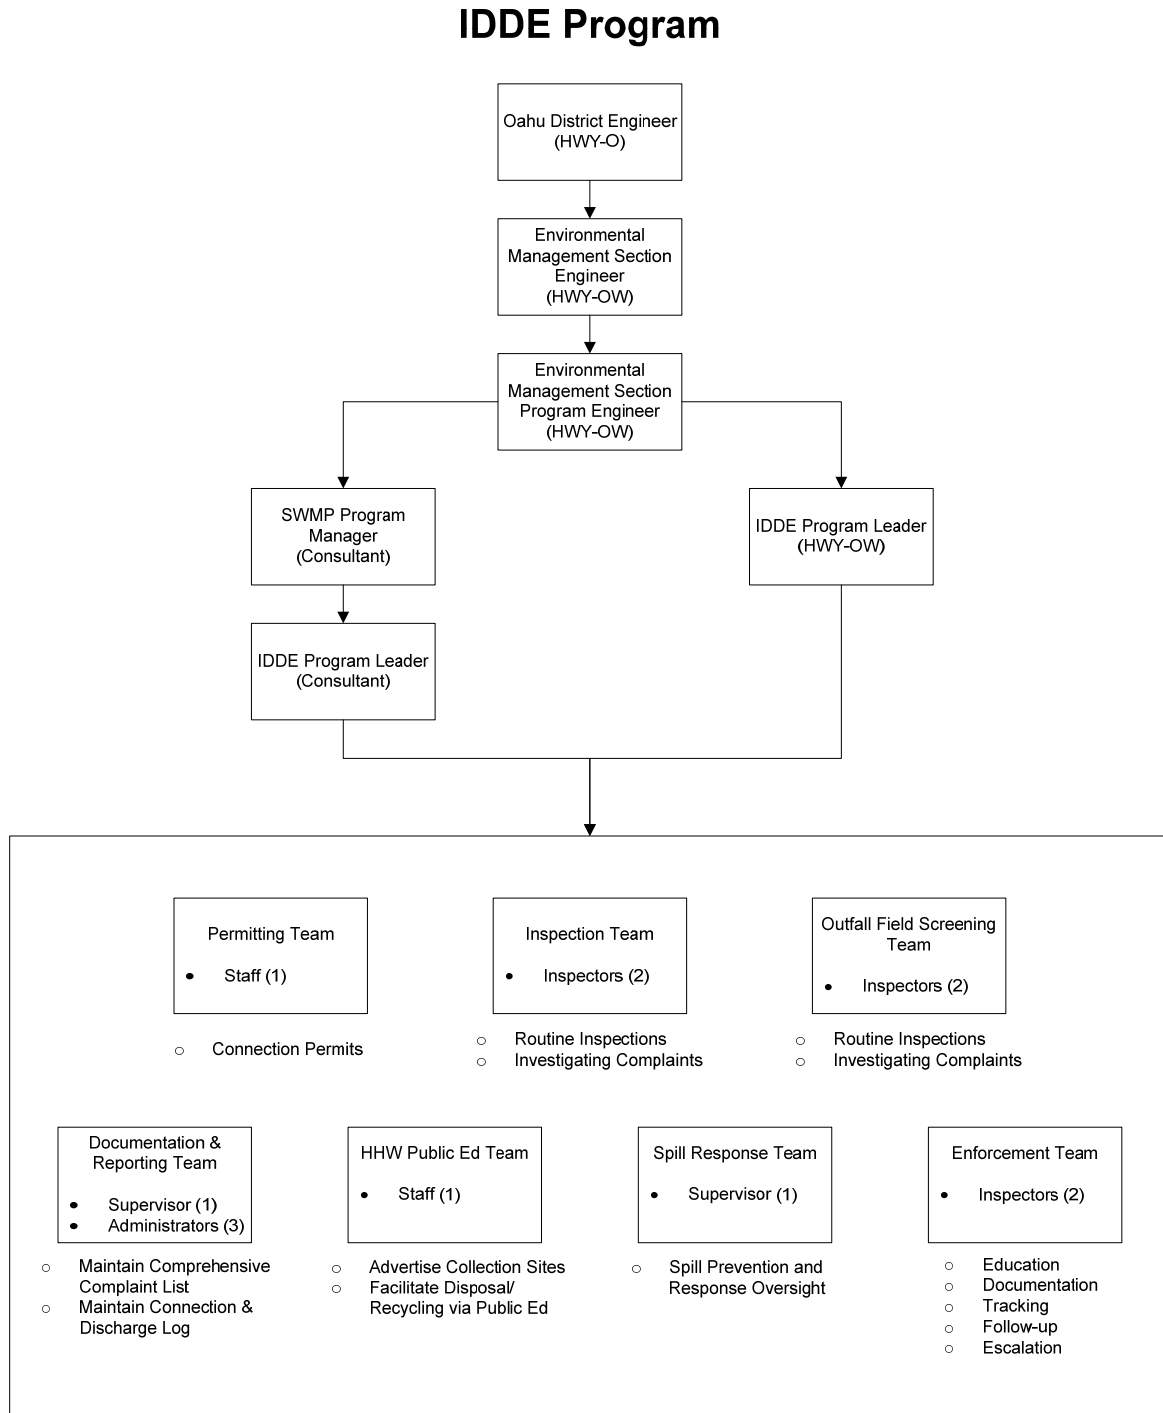 IDDE Program
Oahu District Engineer
(HWY-O)
Environmental
Management Section
Engineer
(HWY-OW)
Environmental
Management Section
Program Engineer
(HWY-OW)
SWMP Program
Manager
(Consultant)
IDDE Program Leader
(HWY-OW)
IDDE Program Leader
(Consultant)
Permitting Team
• Staff (1)
○ Connection Permits
Inspection Team
• Inspectors (2)
○ Routine Inspections
○ Investigating Complaints
Outfall Field Screening
Team
• Inspectors (2)
○ Routine Inspections
○ Investigating Complaints
Documentation &
Reporting Team
• Supervisor (1)
• Administrators (3)
○ Maintain Comprehensive
Complaint List
○ Maintain Connection &
Discharge Log
HHW Public Ed Team
• Staff (1)
○ Advertise Collection Sites
○ Facilitate Disposal/
Recycling via Public Ed
Spill Response Team
• Supervisor (1)
○ Spill Prevention and
Response Oversight
Enforcement Team
• Inspectors (2)
○ Education
○ Documentation
○ Tracking
○ Follow-up
○ Escalation